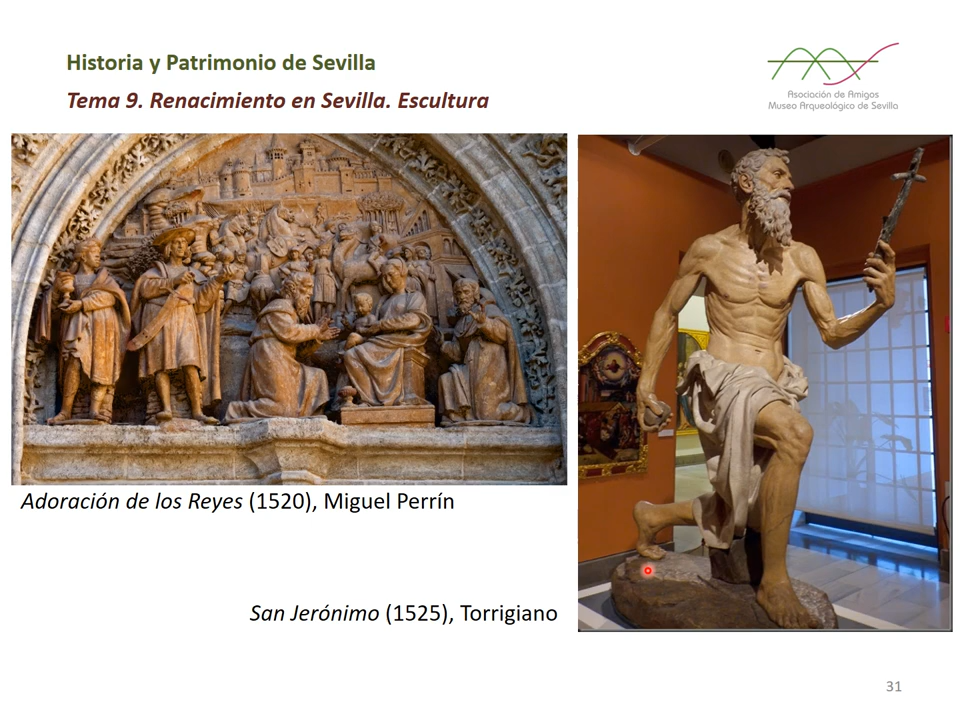 Historia y Patrimonio de Sevilla
Tema 9. Renacimiento en Sevilla. Escultura
Asociación de Amigos
Museo Arqueológico de Sevilla
Adoración de los Reyes (1520), Miguel Perrín
San Jerónimo (1525), Torrigiano
31